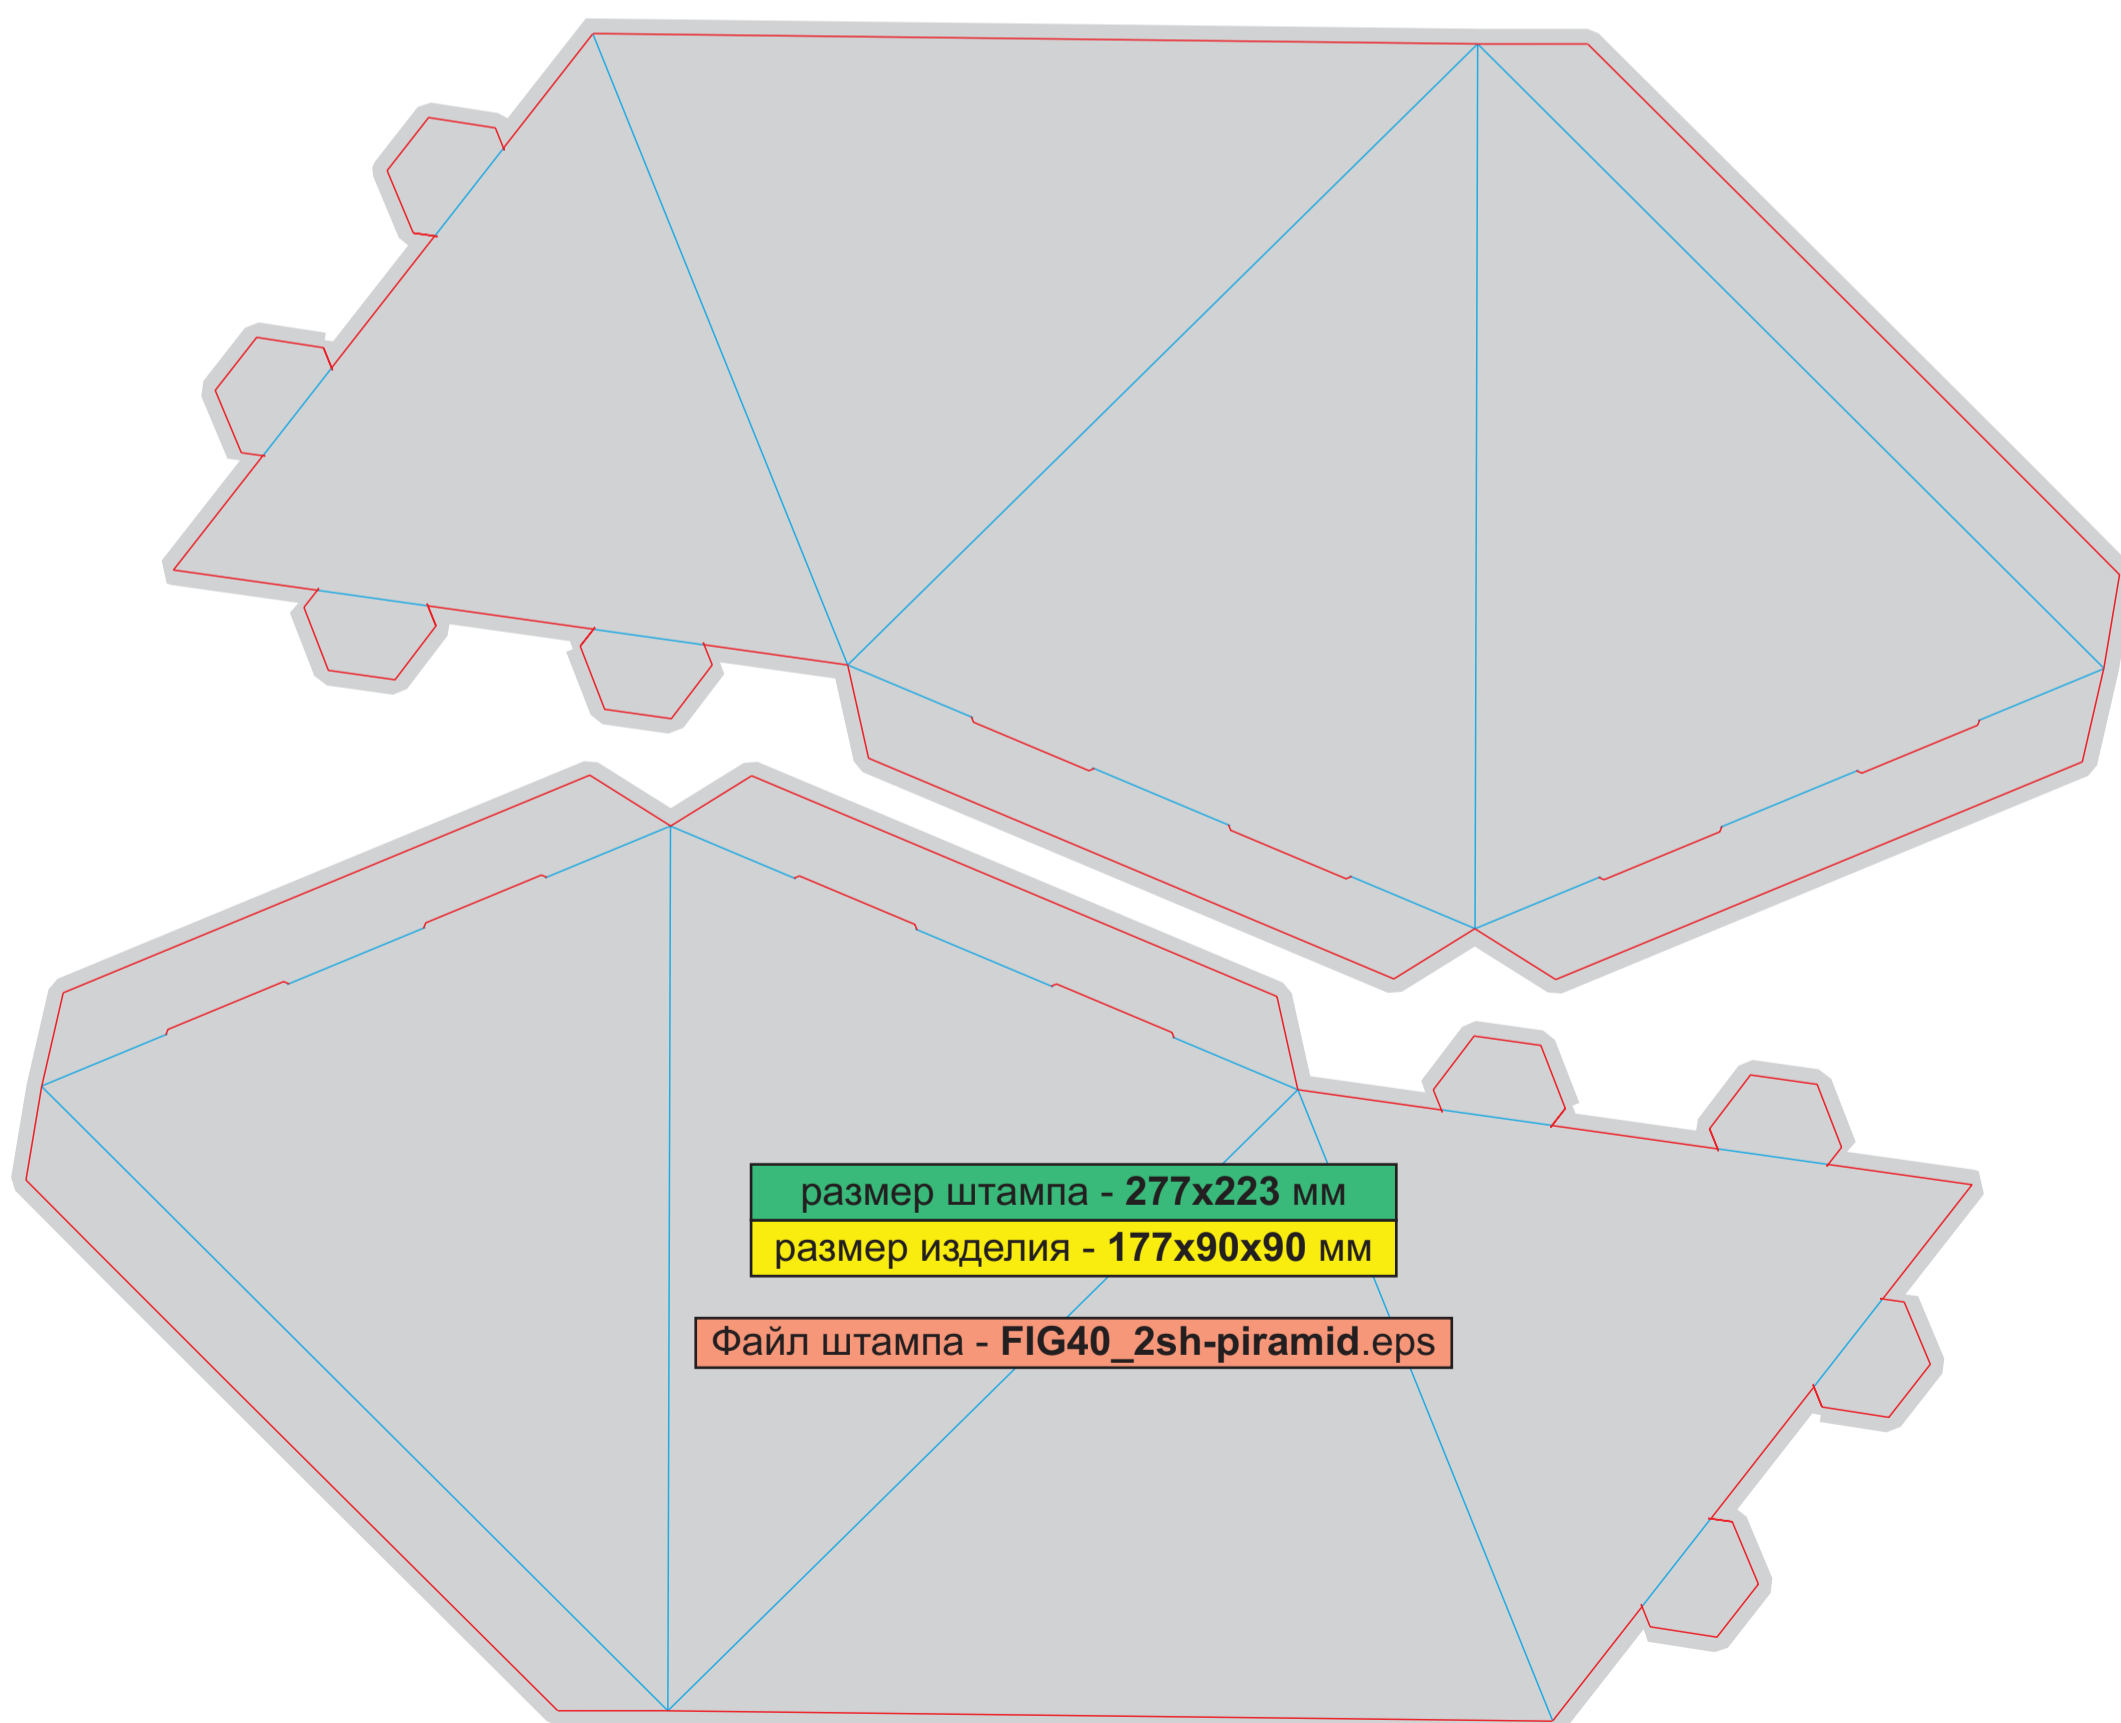 размер штампа - 277x223 мм
размер изделия - 177x90x90 мм
Файл штампа - FIG40_2sh-piramid.eps